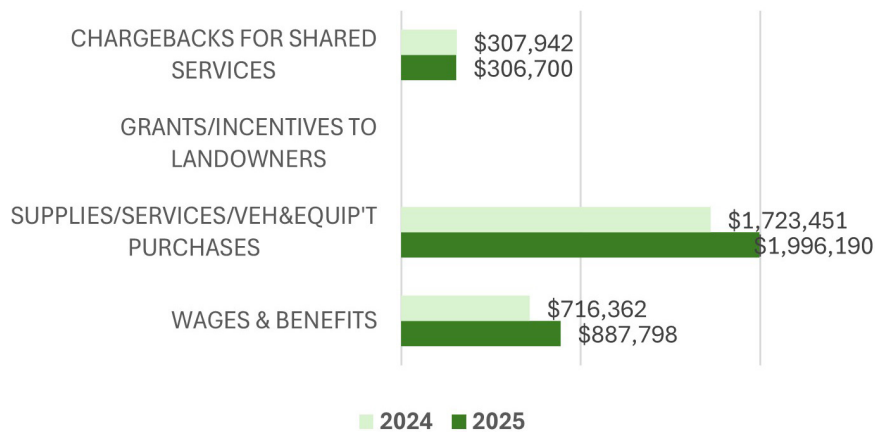 CHARGEBACKS FOR SHARED
SERVICES
$307,942
$306,700
GRANTS/INCENTIVES TO
LANDOWNERS
SUPPLIES/SERVICES/VEH&EQUIP'T
PURCHASES
$1,723,451
$1,996,190
WAGES & BENEFITS
$716,362
$887,798
2024 2025